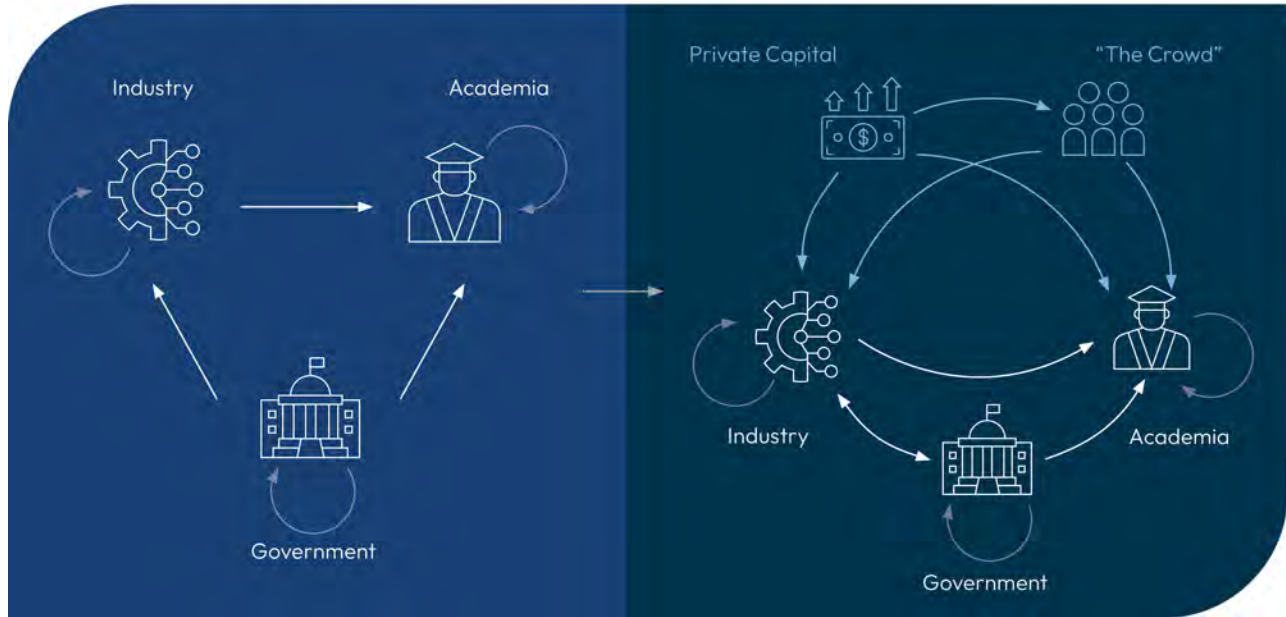 Industry
Academia
Government
Private Capital
“The Crowd”
$
Industry
Academia
Government